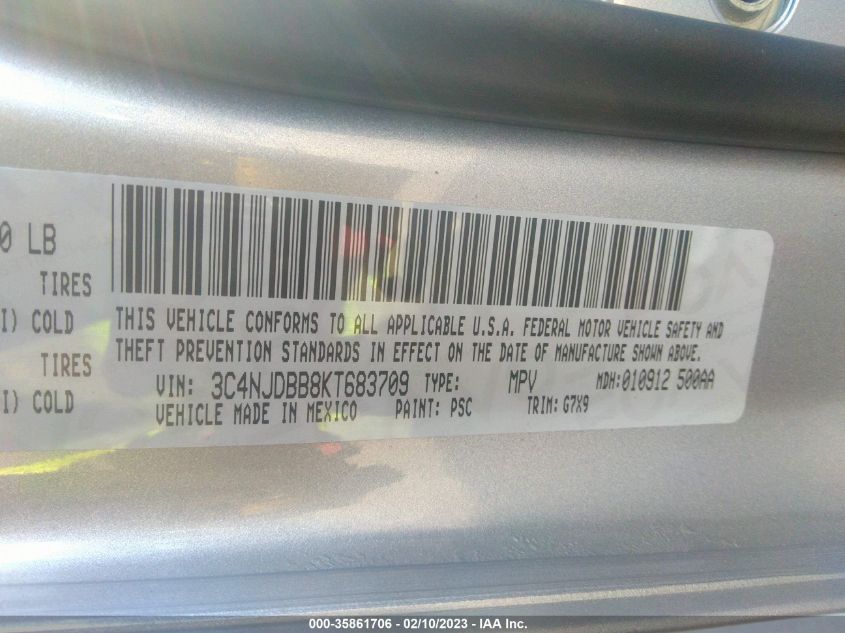 0 LB
TIRES
I) COLD
TIRES
I) COLD
THIS VEHICLE CONFORMS TO ALL APPLICABLE U.S.A. FEDERAL MOTOR VEHICLE SAFETY AND
THEFT PREVENTION STANDARDS IN EFFECT ON THE DATE OF MANUFACTURE SHOWN ABOVE.
VIN: 3C4NJDBB8KT683709 TYPE: MPV MDH:010912 500AA
VEHICLE MADE IN MEXICO PAINT: PSC TRIM: G7X9
000-35861706 - 02/10/2023 - IAA Inc.